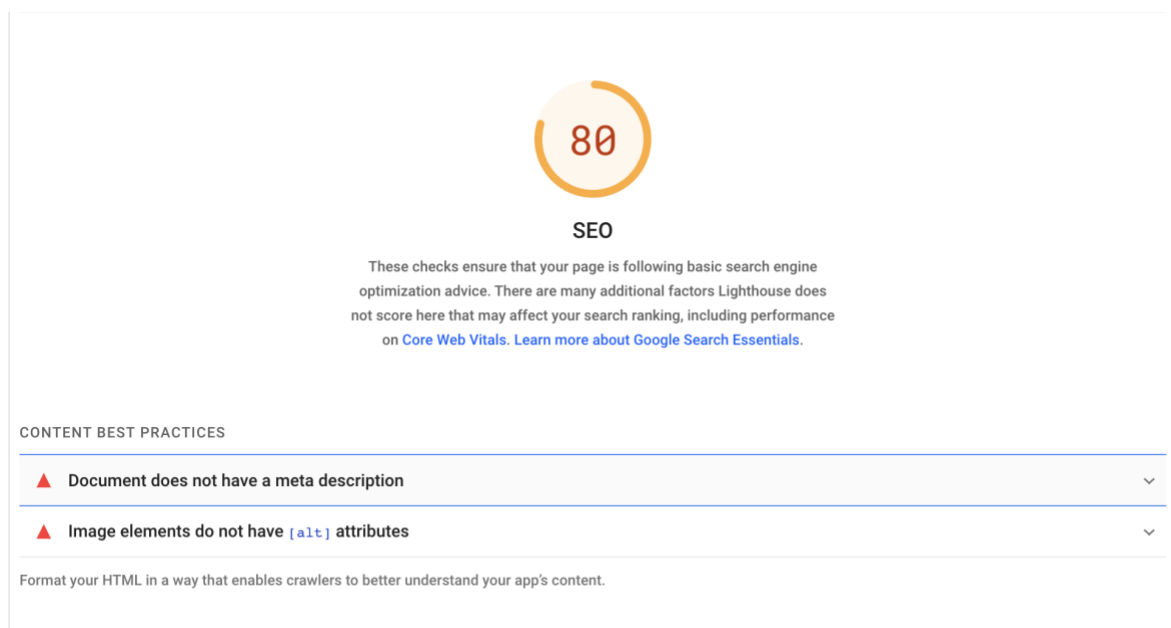 80
SEO
These checks ensure that your page is following basic search engine
optimization advice. There are many additional factors Lighthouse does
not score here that may affect your search ranking, including performance
on Core Web Vitals. Learn more about Google Search Essentials.
CONTENT BEST PRACTICES
Document does not have a meta description
Image elements do not have [alt] attributes
Format your HTML in a way that enables crawlers to better understand your app’s content.